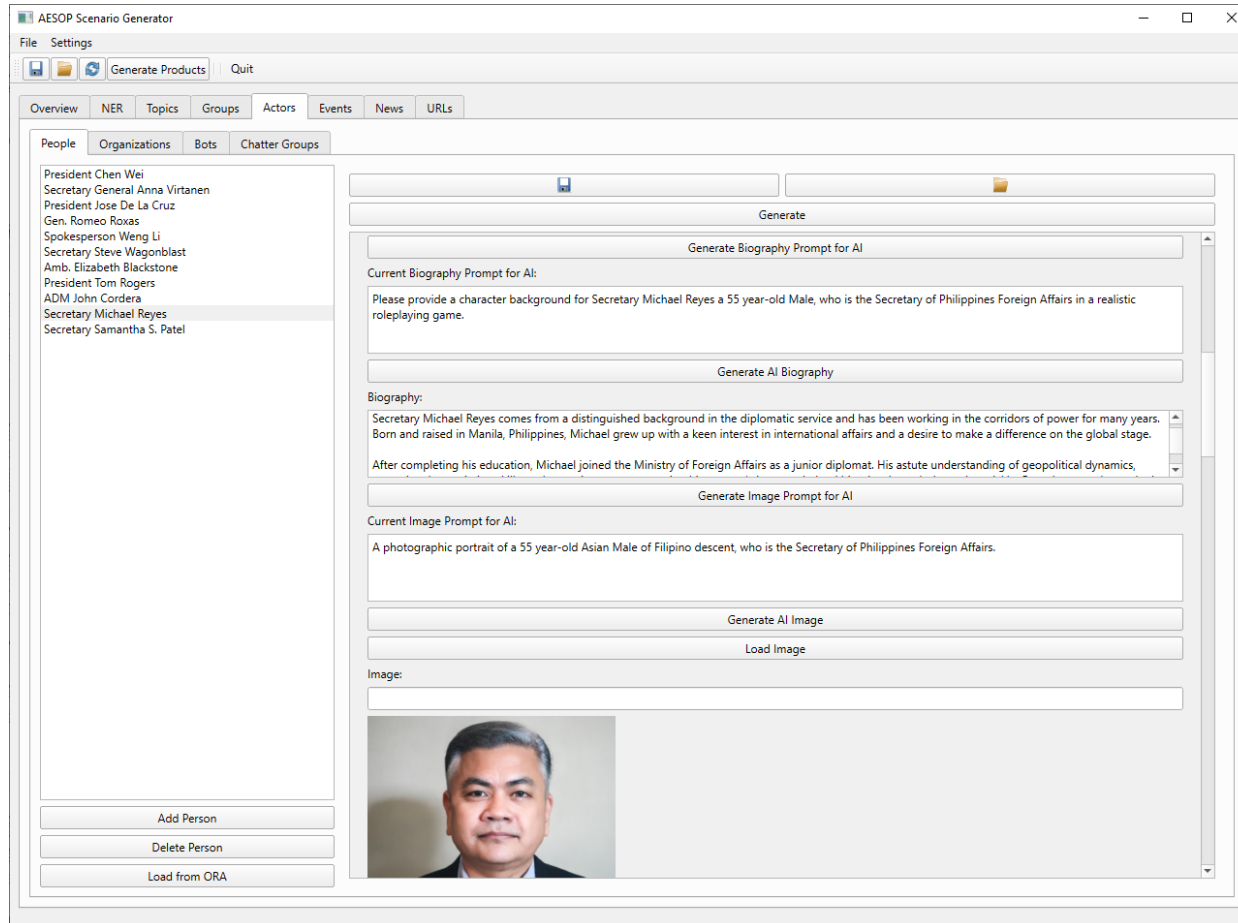 AESOP Scenario Generator
File Settings
Generate Products Quit
Overview NER Topics Groups Actors Events News URLs
People Organizations Bots Chatter Groups
President Chen Wei
Secretary General Anna Virtanen
President Jose De La Cruz
Gen. Romeo Roxas
Spokesperson Weng Li
Secretary Steve Wagonblast
Amb. Elizabeth Blackstone
President Tom Rogers
ADM John Cordera
Secretary Michael Reyes
Secretary Samantha S. Patel
Add Person
Delete Person
Load from ORA
Generate
Generate Biography Prompt for AI
Current Biography Prompt for AI:
Please provide a character background for Secretary Michael Reyes a 55 year-old Male, who is the Secretary of Philippines Foreign Affairs in a realistic
roleplaying game.
Generate AI Biography
Biography:
Secretary Michael Reyes comes from a distinguished background in the diplomatic service and has been working in the corridors of power for many years.
Born and raised in Manila, Philippines, Michael grew up with a keen interest in international affairs and a desire to make a difference on the global stage.
After completing his education, Michael joined the Ministry of Foreign Affairs as a junior diplomat. His astute understanding of geopolitical dynamics,
Generate Image Prompt for AI
Current Image Prompt for AI:
A photographic portrait of a 55 year-old Asian Male of Filipino descent, who is the Secretary of Philippines Foreign Affairs.
Generate AI Image
Load Image
Image: